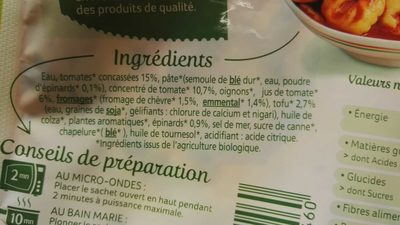 des produits de qualité.
Ingrédients
Eau, tomates* concassées 15%, pâte*(semoule de blé dur*, eau, poudre
d'épinards* 0,1%), concentré de tomate* 10,7%, oignons*, jus de tomate*
6%, fromages* (fromage de chèvre* 1,5%, emmental* 1,4%), tofu* 2,7%
(eau, graines de soja*, gélifiants : chlorure de calcium et nigari), huile de
colza*, plantes aromatiques*, épinards* 0,9%, sel de mer, sucre de canne*,
chapelure*( blé* ), huile de tournesol*, acidifiant : acide citrique.
*Ingrédients issus de l'agriculture biologique.
Conseils de préparation
2 mn
AU MICRO-ONDES :
Placer le sachet ouvert en haut pendant
2 minutes à puissance maximale.
10 mn
AU BAIN MARIE :
Valeurs
• Énergie
• Matières
> dont Acides
• Glucides
> dont Sucres
• Fibres